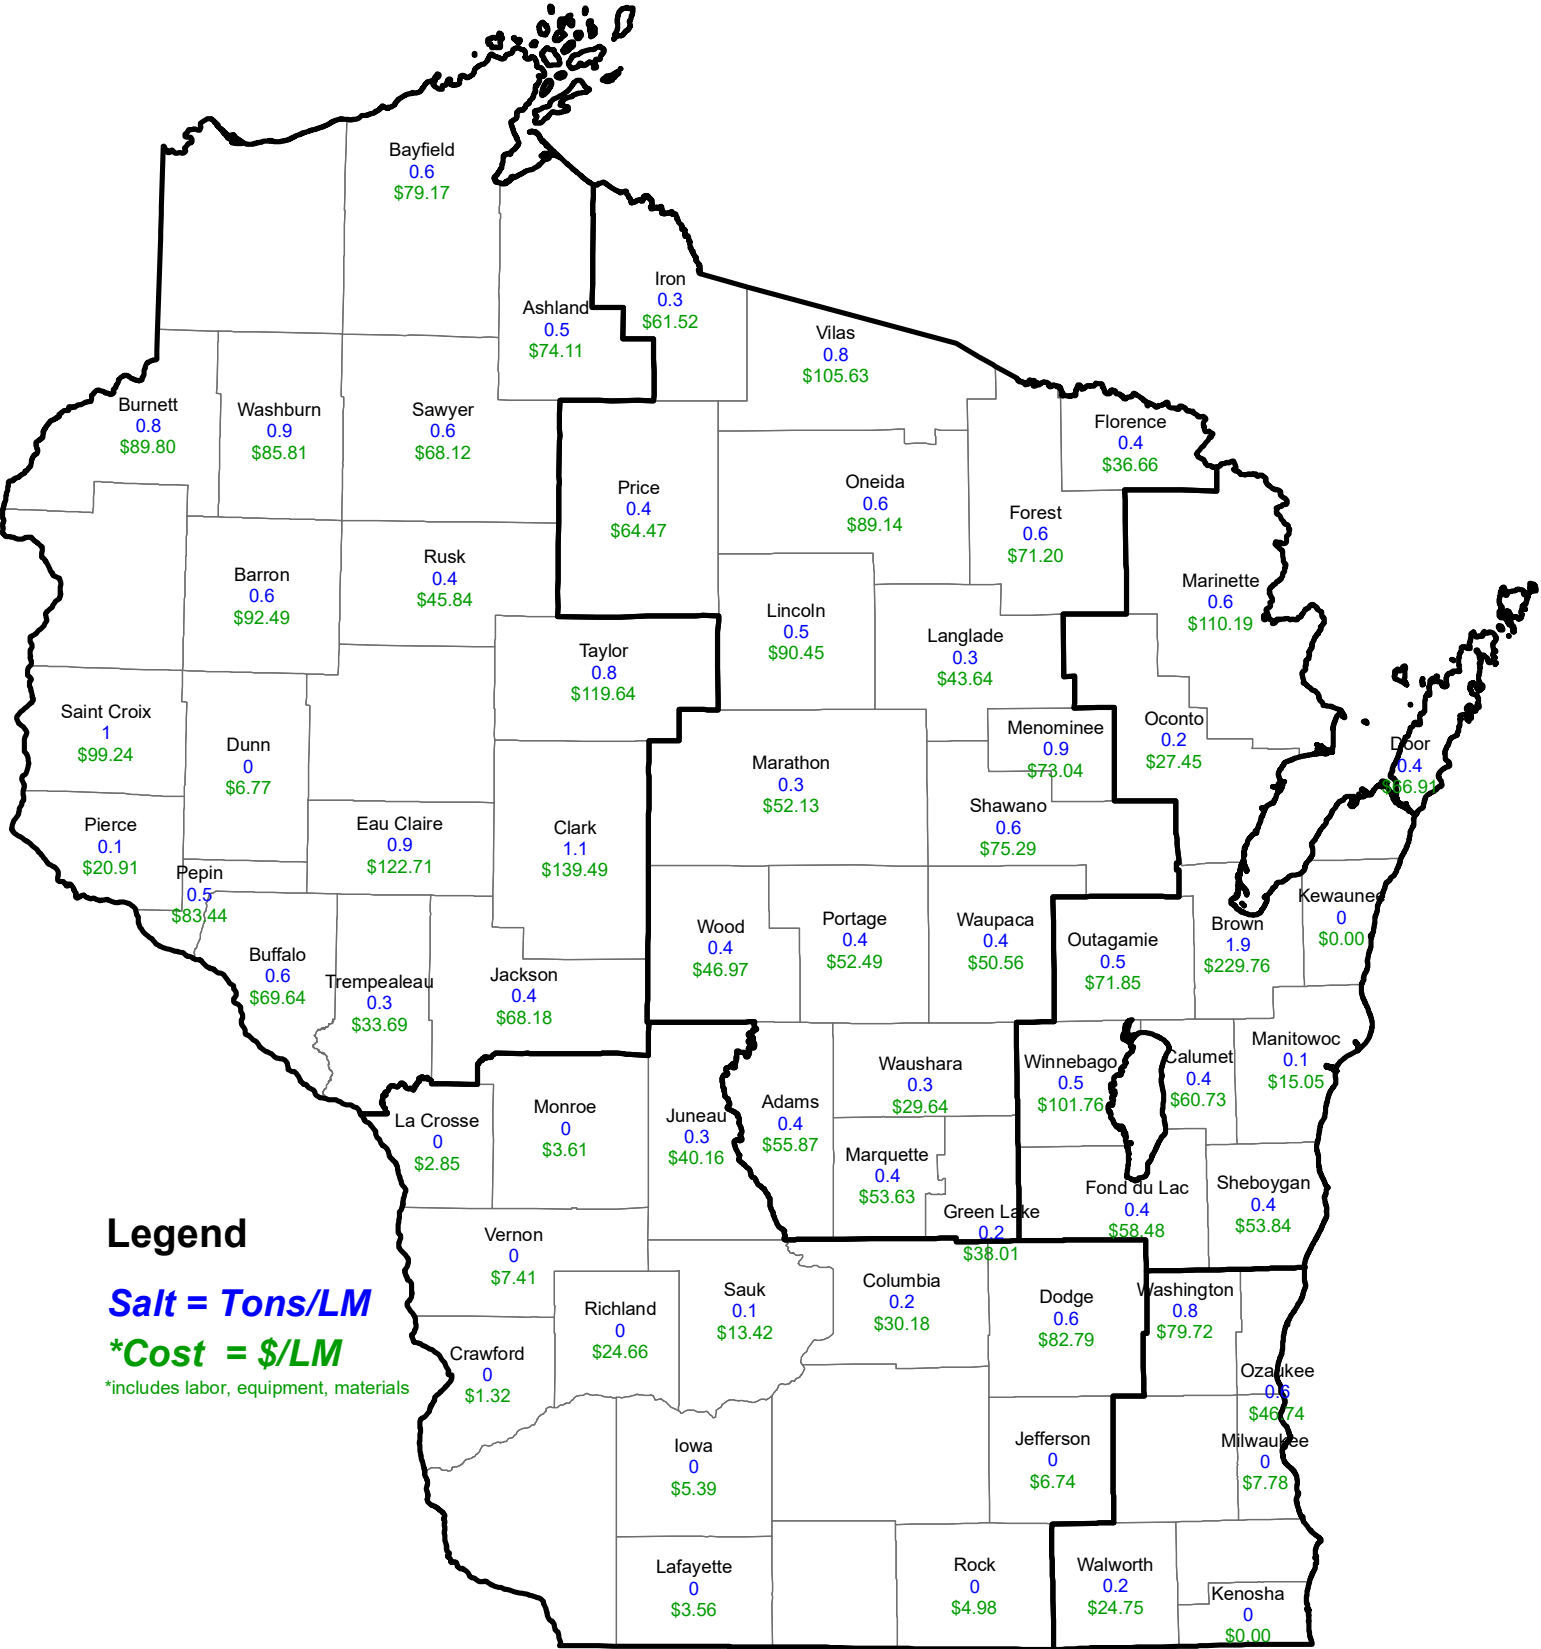 Bayfield
0.6
$79.17
Iron
0.3
$61.52
Ashland
0.5
$74.11
Vilas
0.8
$105.63
Burnett
0.8
$89.80
Washburn
0.9
$85.81
Sawyer
0.6
$68.12
Florence
0.4
$36.66
Price
0.4
$64.47
Oneida
0.6
$89.14
Forest
0.6
$71.20
Barron
0.6
$92.49
Rusk
0.4
$45.84
Marinette
0.6
$110.19
Lincoln
0.5
$90.45
Langlade
0.3
$43.64
Taylor
0.8
$119.64
Saint Croix
1
$99.24
Dunn
0
$6.77
Marathon
0.3
$52.13
Menominee
0.9
$73.04
Oconto
0.2
$27.45
Door
0.4
$66.91
Shawano
0.6
$75.29
Pierce
0.1
$20.91
Pepin
0.5
$83.44
Eau Claire
0.9
$122.71
Clark
1.1
$139.49
Wood
0.4
$46.97
Portage
0.4
$52.49
Waupaca
0.4
$50.56
Outagamie
0.5
$71.85
Brown
1.9
$229.76
Kewaunee
0
$0.00
Buffalo
0.6
$69.64
Trempealeau
0.3
$33.69
Jackson
0.4
$68.18
Waushara
0.3
$29.64
Winnebago
0.5
$101.76
Calumet
0.4
$60.73
Manitowoc
0.1
$15.05
La Crosse
0
$2.85
Monroe
0
$3.61
Juneau
0.3
$40.16
Adams
0.4
$55.87
Marquette
0.4
$53.63
Green Lake
0.2
$38.01
Fond du Lac
0.4
$58.48
Sheboygan
0.4
$53.84
Vernon
0
$7.41
Richland
0
$24.66
Sauk
0.1
$13.42
Columbia
0.2
$30.18
Dodge
0.6
$82.79
Washington
0.8
$79.72
Crawford
0
$1.32
Ozaukee
0.6
$46.74
Iowa
0
$5.39
Jefferson
0
$6.74
Milwaukee
0
$7.78
Lafayette
0
$3.56
Rock
0
$4.98
Walworth
0.2
$24.75
Kenosha
0
$0.00
Legend
Salt = Tons/LM
*Cost = $/LM
*includes labor, equipment, materials